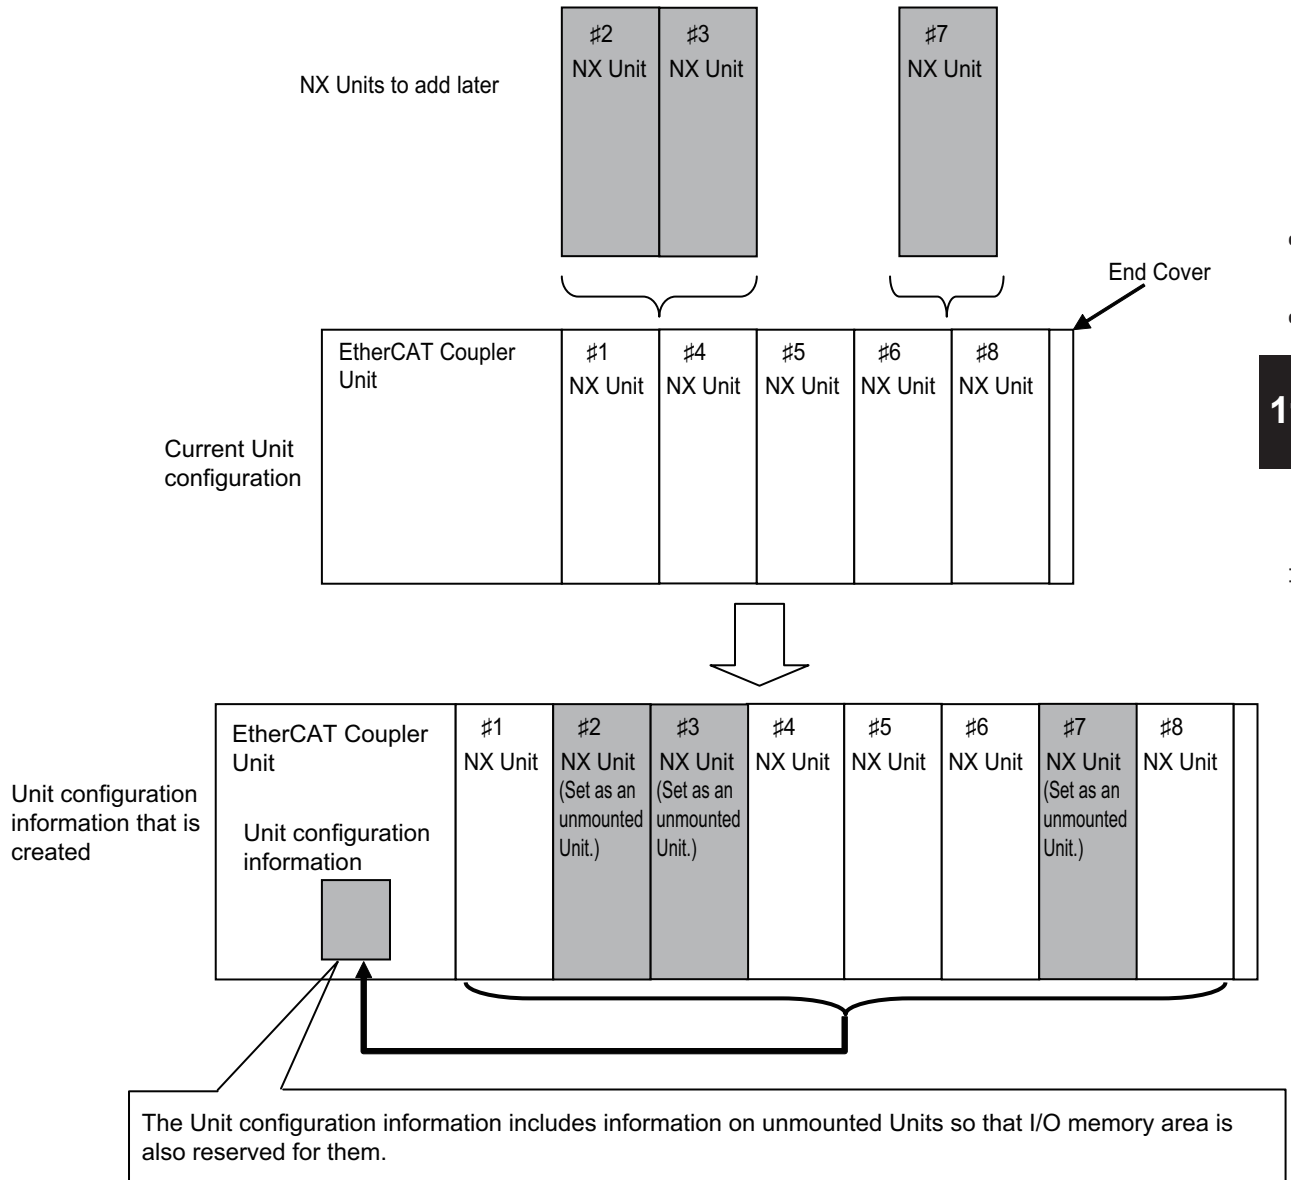 ♯2
NX Unit
♯3
NX Unit
♯7
NX Unit
NX Units to add later
End Cover
EtherCAT Coupler
Unit
♯1
NX Unit
♯4
NX Unit
♯5
NX Unit
♯6
NX Unit
♯8
NX Unit
Current Unit
configuration
EtherCAT Coupler
Unit
Unit configuration
information
♯1
NX Unit
♯2
NX Unit
(Set as an
unmounted
Unit.)
♯3
NX Unit
(Set as an
unmounted
Unit.)
♯4
NX Unit
♯5
NX Unit
♯6
NX Unit
♯7
NX Unit
(Set as an
unmounted
Unit.)
♯8
NX Unit
Unit configuration
information that is
created
The Unit configuration information includes information on unmounted Units so that I/O memory area is
also reserved for them.